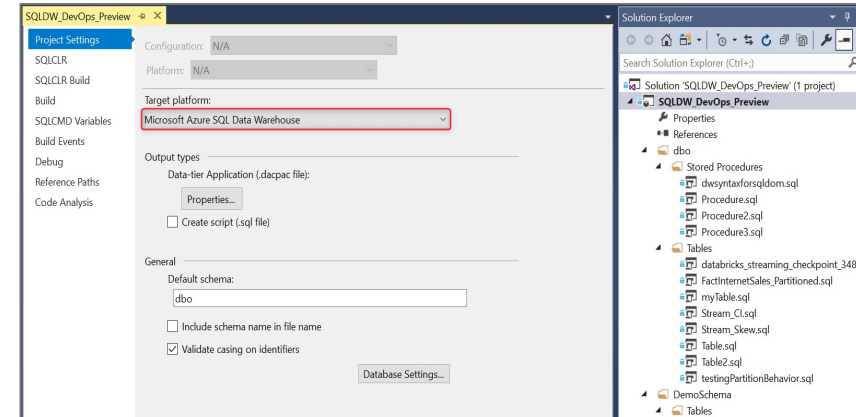 SQLDW_DevOps_Preview
Project Settings
SQLCLR
SQLCLR Build
Build
SQLCMD Variables
Build Events
Debug
Reference Paths
Code Analysis
Configuration: N/A
Platform: N/A
Target platform:
Microsoft Azure SQL Data Warehouse
Output types
Data-tier Application (.dacpac file):
Properties...
Create script (.sql file)
General
Default schema:
dbo
Include schema name in file name
Validate casing on identifiers
Database Settings...
Solution Explorer
Search Solution Explorer (Ctrl+;)
Solution 'SQLDW_DevOps_Preview' (1 project)
SQLDW_DevOps_Preview
Properties
References
dbo
Stored Procedures
dwsyntaxforsqldom.sql
Procedure.sql
Procedure2.sql
Procedure3.sql
Tables
databricks_streaming_checkpoint_348
FactInternetSales_Partitioned.sql
myTable.sql
Stream_CI.sql
Stream_Skew.sql
Table.sql
Table2.sql
testingPartitionBehavior.sql
DemoSchema
Tables